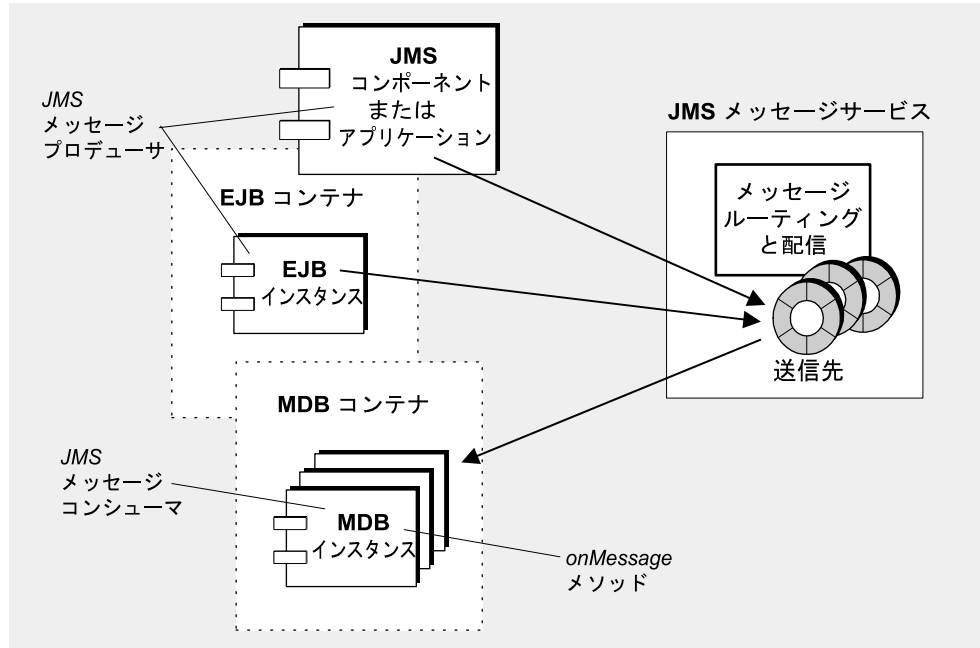 JMS
コンポーネント
または
アプリケーション
JMS
メッセージ
プロデューサ
JMS メッセージサービス
メッセージ
ルーティング
と配信
送信先
EJB コンテナ
EJB
インスタンス
MDB コンテナ
JMS
メッセージ
コンシューマ
MDB
インスタンス
onMessage
メソッド